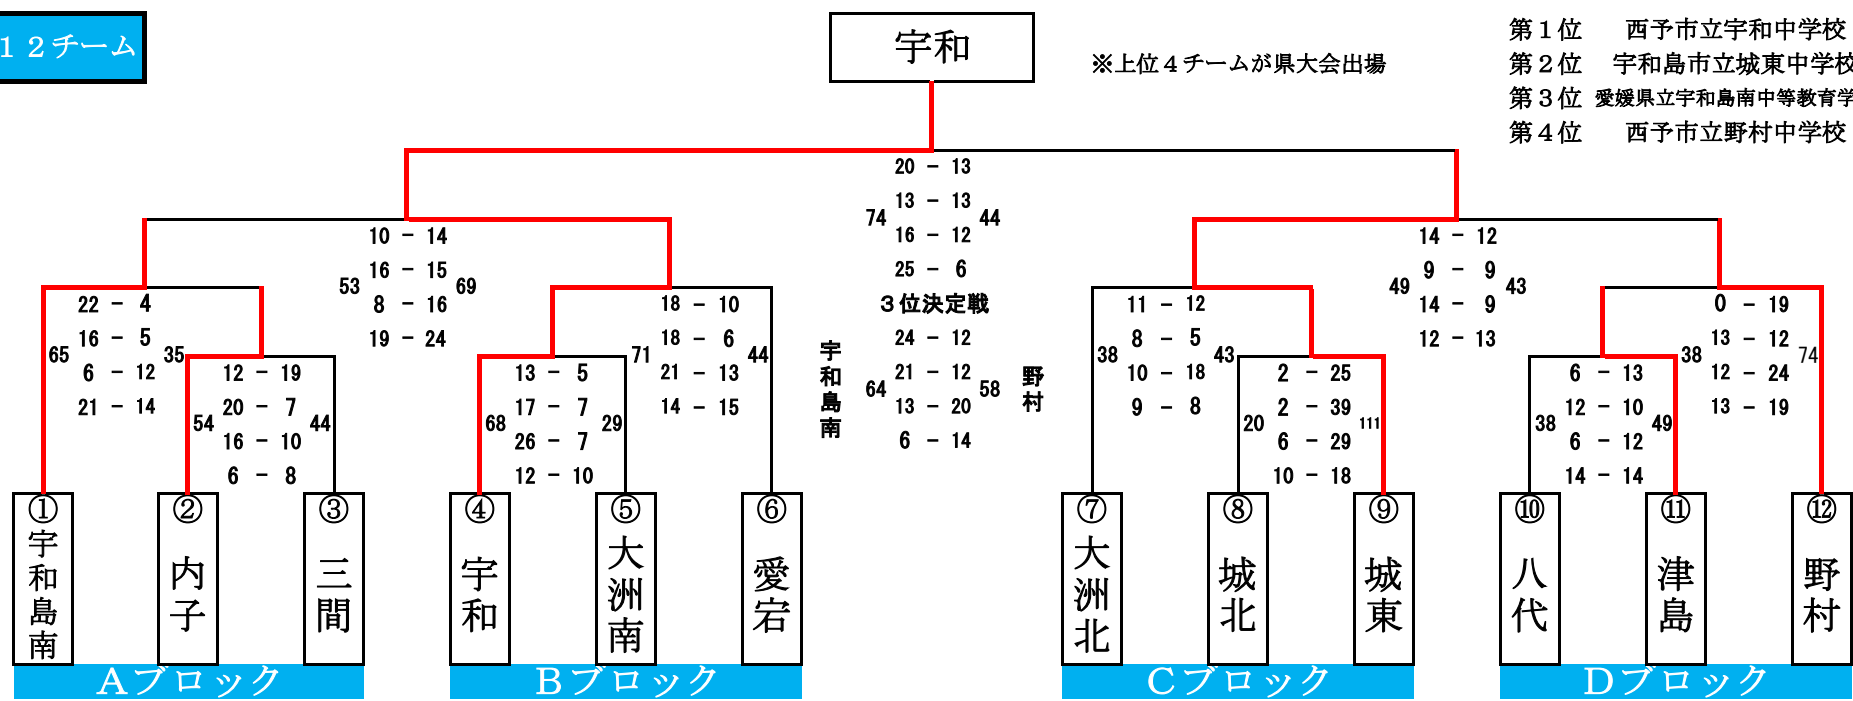 １２チーム
宇和
※上位４チームが県大会出場
第１位 西予市立宇和中学校
第２位 宇和島市立城東中学校
第３位 愛媛県立宇和島南中等教育学
第４位 西予市立野村中学校
74
20 － 13
13 － 13
16 － 12
25 － 6
44
53
10 － 14
16 － 15
8 － 16
19 － 24
69
49
14 － 12
9 － 9
14 － 9
12 － 13
43
３位決定戦
宇和島南
64
24 － 12
21 － 12
13 － 20
6 － 14
58
野村
65
22 － 4
16 － 5
6 － 12
21 － 14
35
71
18 － 10
18 － 6
21 － 13
14 － 15
44
38
11 － 12
8 － 5
10 － 18
9 － 8
43
38
0 － 19
13 － 12
12 － 24
13 － 19
74
54
12 － 19
20 － 7
16 － 10
6 － 8
44
68
13 － 5
17 － 7
26 － 7
12 － 10
29
20
2 － 25
2 － 39
6 － 29
10 － 18
111
38
6 － 13
12 － 10
6 － 12
14 － 14
49
①宇和島南
②内子
③三間
④宇和
⑤大洲南
⑥愛宕
⑦大洲北
⑧城北
⑨城東
⑩八代
⑪津島
⑫野村
Ａブロック
Ｂブロック
Ｃブロック
Ｄブロック